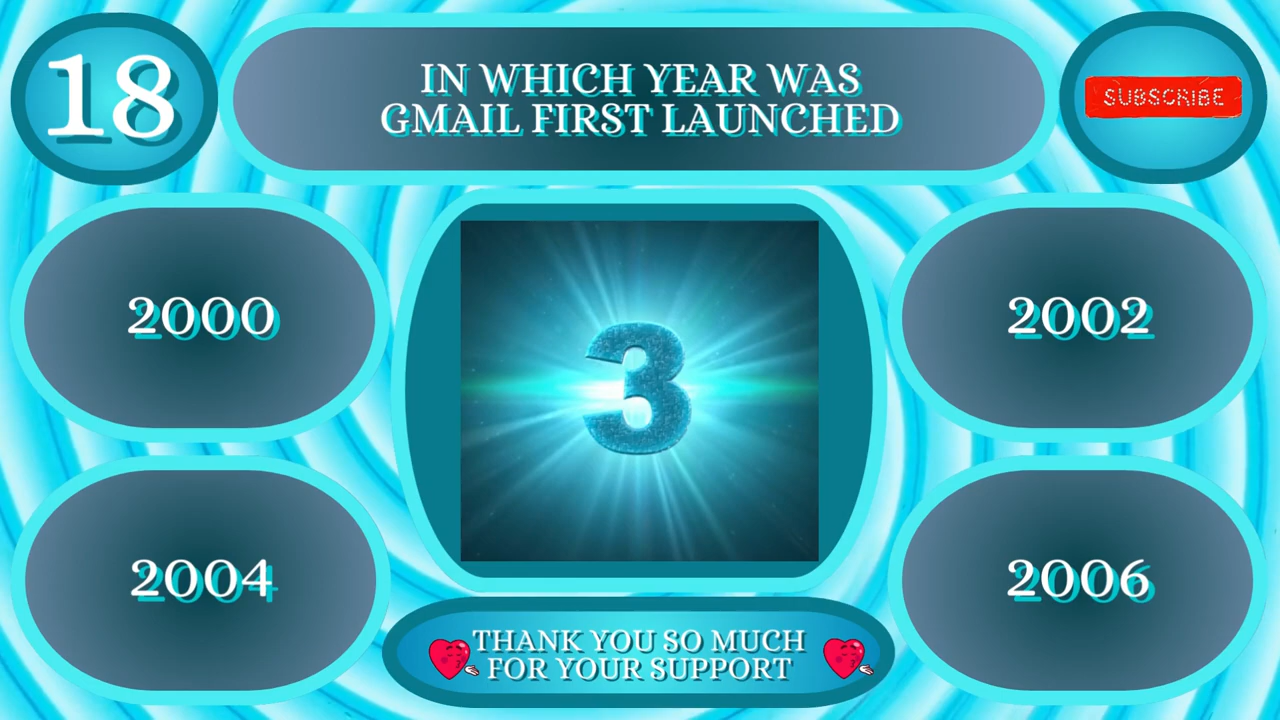 18
IN WHICH YEAR WAS
GMAIL FIRST LAUNCHED
SUBSCRIBE
2000
2002
3
2004
2006
THANK YOU SO MUCH
FOR YOUR SUPPORT